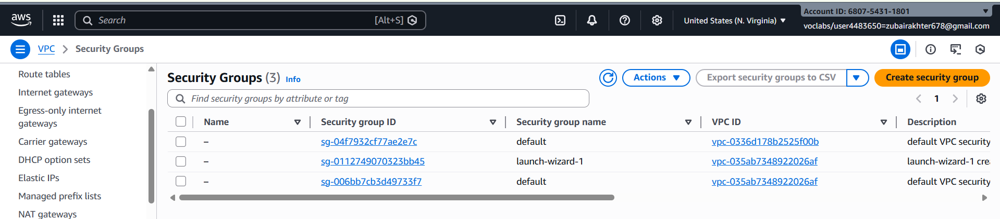 aws
Search
[Alt+S]
United States (N. Virginia)
Account ID: 6807-5431-1801
voclabs/user4483650=zubairakhter678@gmail.com
VPC
Security Groups
Route tables
Internet gateways
Egress-only internet
gateways
Carrier gateways
DHCP option sets
Elastic IPs
Managed prefix lists
NAT gateways
Security Groups (3) Info
Actions
Export security groups to CSV
Create security group
Find security groups by attribute or tag
1
Name Security group ID Security group name VPC ID Description
– sg-04f7932cf77ae2e7c default vpc-0336d178b2525f00b default VPC security
– sg-0112749070323bb45 launch-wizard-1 vpc-035ab7348922026af launch-wizard-1 cre
– sg-006bb7cb3d49733f7 default vpc-035ab7348922026af default VPC security